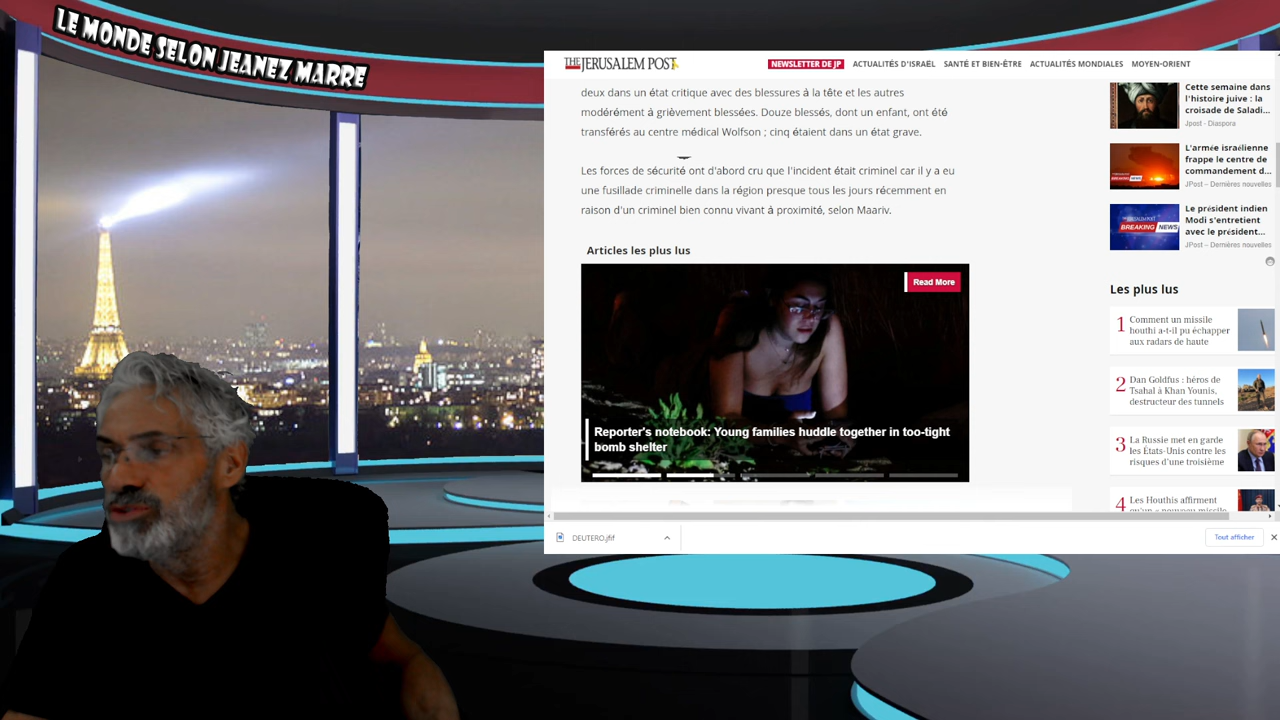 LE MONDE SELON JEANEZ MARRE
THE JERUSALEM POST
NEWSLETTER DE JP
ACTUALITÉS D'ISRAËL
SANTÉ ET BIEN-ÊTRE
ACTUALITÉS MONDIALES
MOYEN-ORIENT
deux dans un état critique avec des blessures à la tête et les autres
modérément à grièvement blessées. Douze blessés, dont un enfant, ont été
transférés au centre médical Wolfson ; cinq étaient dans un état grave.
Les forces de sécurité ont d'abord cru que l'incident était criminel car il y a eu
une fusillade criminelle dans la région presque tous les jours récemment en
raison d'un criminel bien connu vivant à proximité, selon Maariv.
Articles les plus lus
Read More
Reporter's notebook: Young families huddle together in too-tight
bomb shelter
Cette semaine dans
l'histoire juive : la
croisade de Saladi...
Jpost - Diaspora
L'armée israélienne
frappe le centre de
commandement d...
JPost – Dernières nouvelles
BREAKING NEWS
Le président indien
Modi s'entretient
avec le président...
JPost – Dernières nouvelles
Les plus lus
1
Comment un missile
houthi a-t-il pu échapper
aux radars de haute
2
Dan Goldfus : héros de
Tsahal à Khan Younis,
destructeur des tunnels
3
La Russie met en garde
les États-Unis contre les
risques d'une troisième
4
Les Houthis affirment
DEUTERO.jfif
Tout afficher